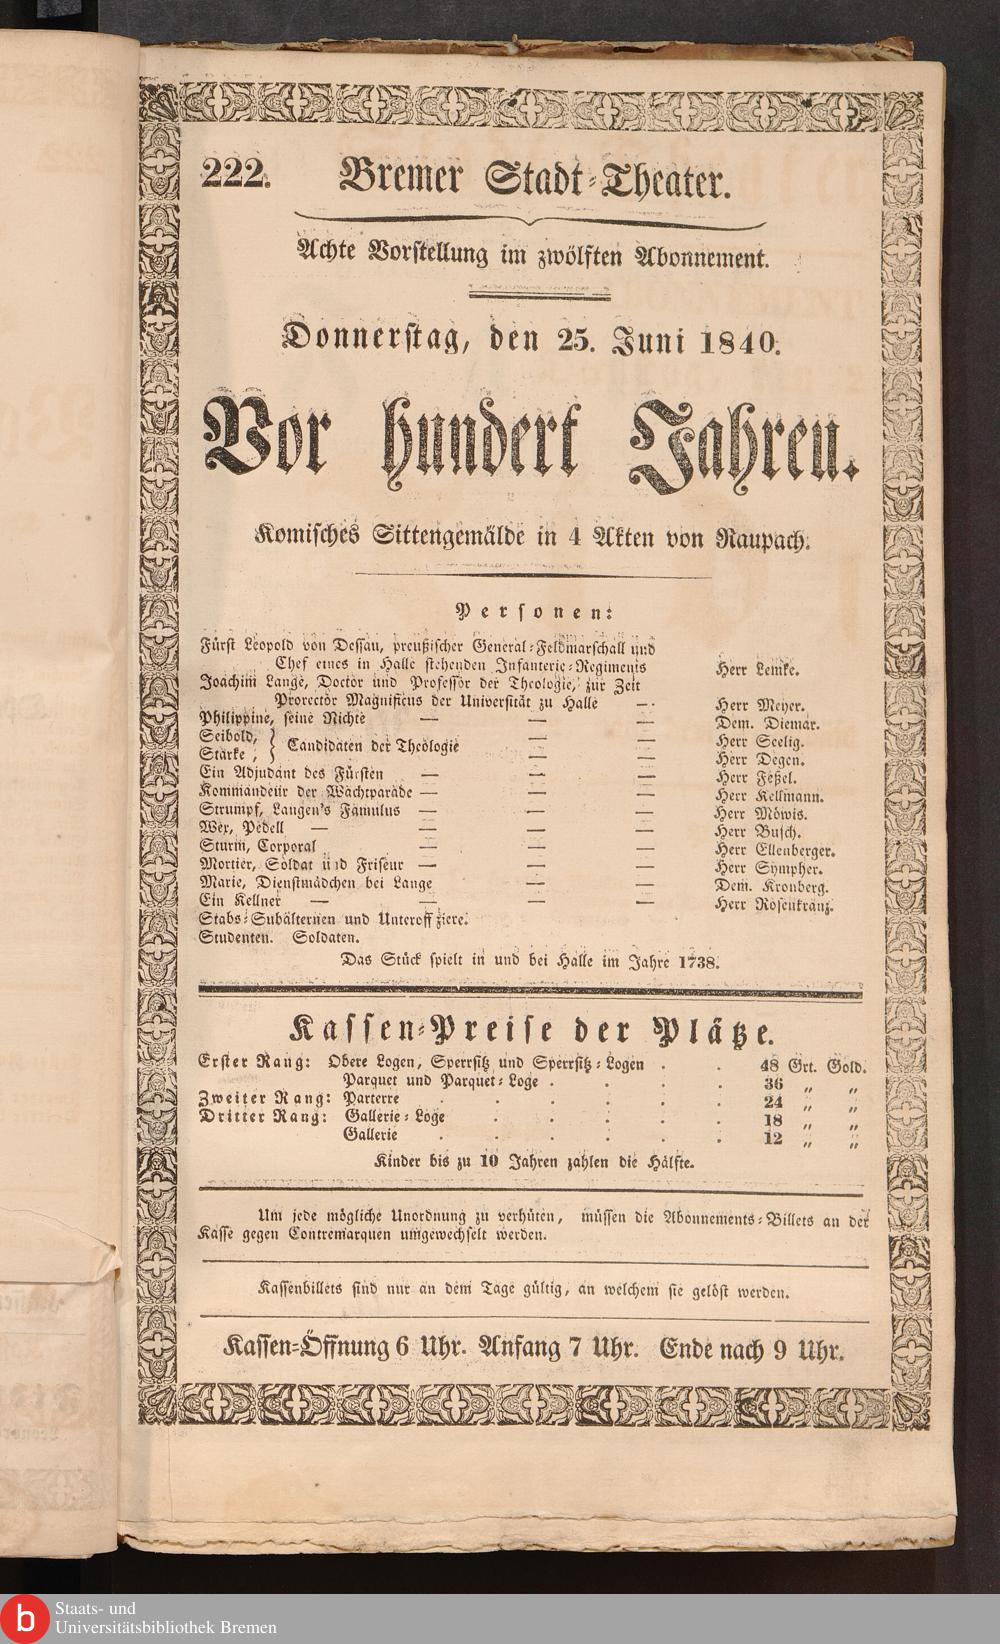 222. Bremer Stadt-Theater.
Achte Vorstellung im zwölften Abonnement.
Donnerstag, den 25. Juni 1840.
Vor hundert Jahren.
Komisches Sittengemälde in 4 Akten von Raupach.
Personen:
Fürst Leopold von Dessau, preußischer General-Feldmarschall und
Chef eines in Halle stehenden Infanterie-Regiments Herr Lemke.
Joachim Lange, Doctor und Professor der Theologie, zur Zeit
Prorector Magnificus der Universität zu Halle — Herr Meyer.
Philippine, seine Nichte — — — Dem. Diemar.
Seibold, } Candidaten der Theologie — — Herr Seelig.
Starke, — — Herr Degen.
Ein Adjudant des Fürsten — — — Herr Feßel.
Kommandeur der Wachtparade — — — Herr Kellmann.
Strumpf, Langen's Famulus — — — Herr Möwis.
Wex, Pedell — — — — Herr Busch.
Sturm, Corporal — — — Herr Ellenberger.
Mortier, Soldat und Friseur — — — Herr Sympher.
Marie, Dienstmädchen bei Lange — — Dem. Kronberg.
Ein Kellner — — — — Herr Rosenkranz.
Stabs-Subalternen und Unteroffiziere.
Studenten. Soldaten.
Das Stück spielt in und bei Halle im Jahre 1738.
Kassen-Preise der Plätze.
Erster Rang: Obere Logen, Sperrsitz und Sperrsitz-Logen . . 48 Grt. Gold.
Parquet und Parquet-Loge . . . . 36 „ „
Zweiter Rang: Parterre . . . . . . 24 „ „
Dritter Rang: Gallerie-Loge . . . . . 18 „ „
Gallerie . . . . . . 12 „ „
Kinder bis zu 10 Jahren zahlen die Hälfte.
Um jede mögliche Unordnung zu verhüten, müssen die Abonnements-Billets an der
Kasse gegen Contremarquen umgewechselt werden.
Kassenbillets sind nur an dem Tage gültig, an welchem sie gelöst werden.
Kassen-Öffnung 6 Uhr. Anfang 7 Uhr. Ende nach 9 Uhr.
b Staats- und
Universitätsbibliothek Bremen